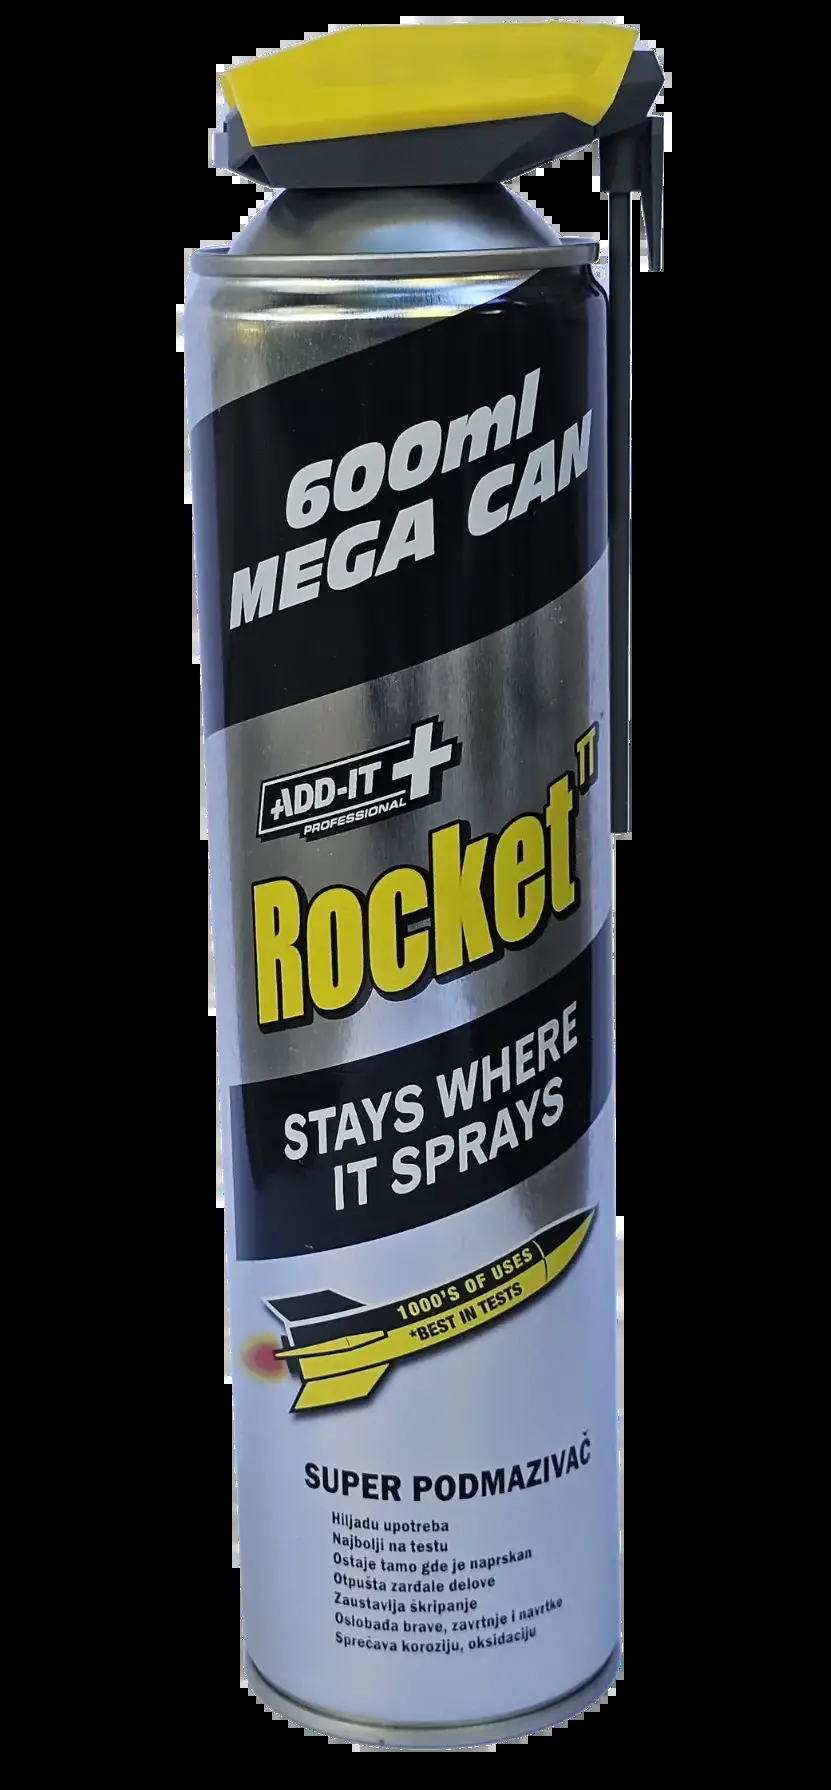 600ml
MEGA CAN
ADD-IT
PROFESSIONAL
Rocket TT
STAYS WHERE
IT SPRAYS
1000'S OF USES
*BEST IN TESTS
SUPER PODMAZIVAČ
Hiljadu upotreba
Najbolji na testu
Ostaje tamo gde je naprskan
Otpušta zarđale delove
Zaustavlja škripanje
Oslobađa brave, zavrtnje i navrtke
Sprečava koroziju, oksidaciju